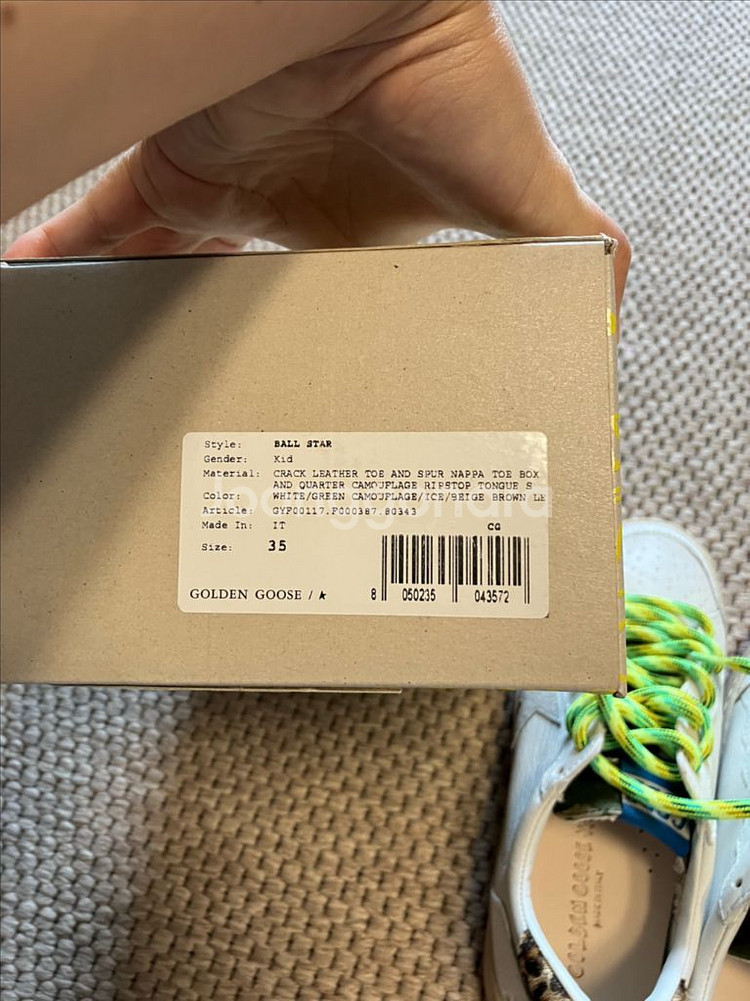 Style: BALL STAR
Gender: Kid
Material: CRACK LEATHER TOE AND SPUR NAPPA TOE BOX
AND QUARTER CAMOUFLAGE RIPSTOP TONGUE S
Color: WHITE/GREEN CAMOUFLAGE/ICE/BEIGE BROWN LE
Article: GYF00117.F000387.80343
Made In: IT
CG
Size: 35
GOLDEN GOOSE /
8 050235 043572
GOLDEN GOOSE